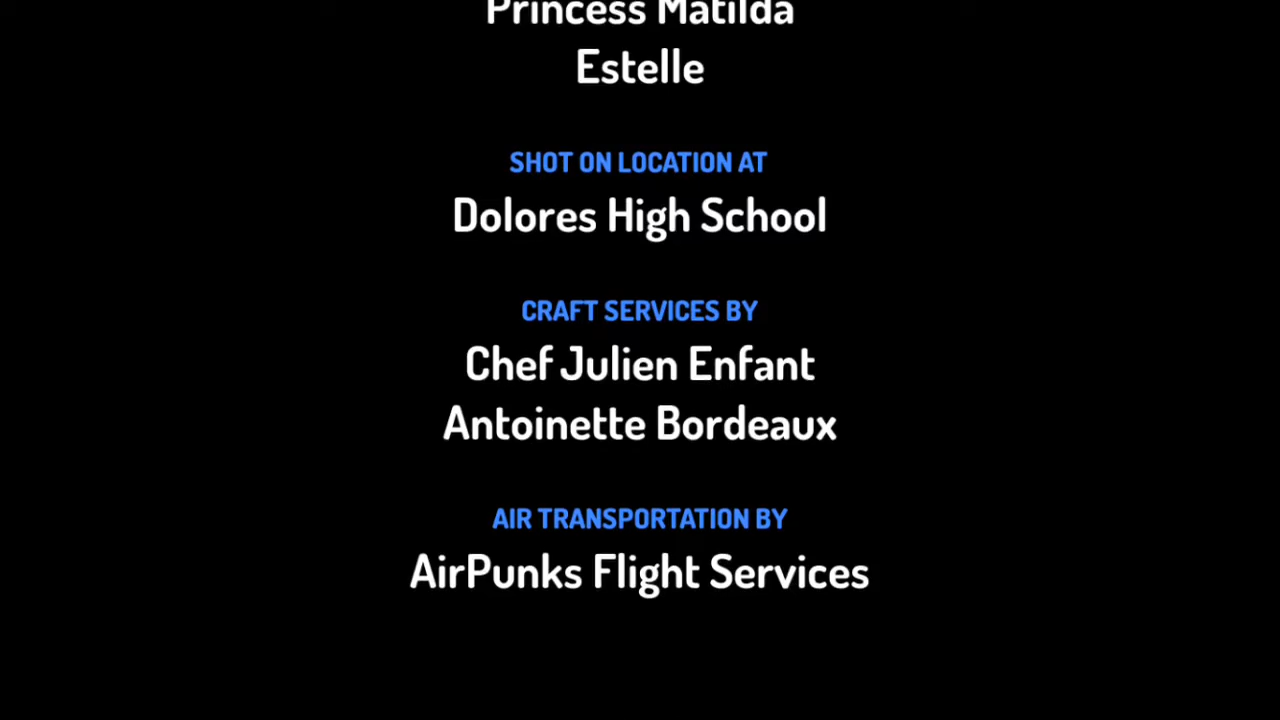 Princess Matilda
Estelle
SHOT ON LOCATION AT
Dolores High School
CRAFT SERVICES BY
Chef Julien Enfant
Antoinette Bordeaux
AIR TRANSPORTATION BY
AirPunks Flight Services